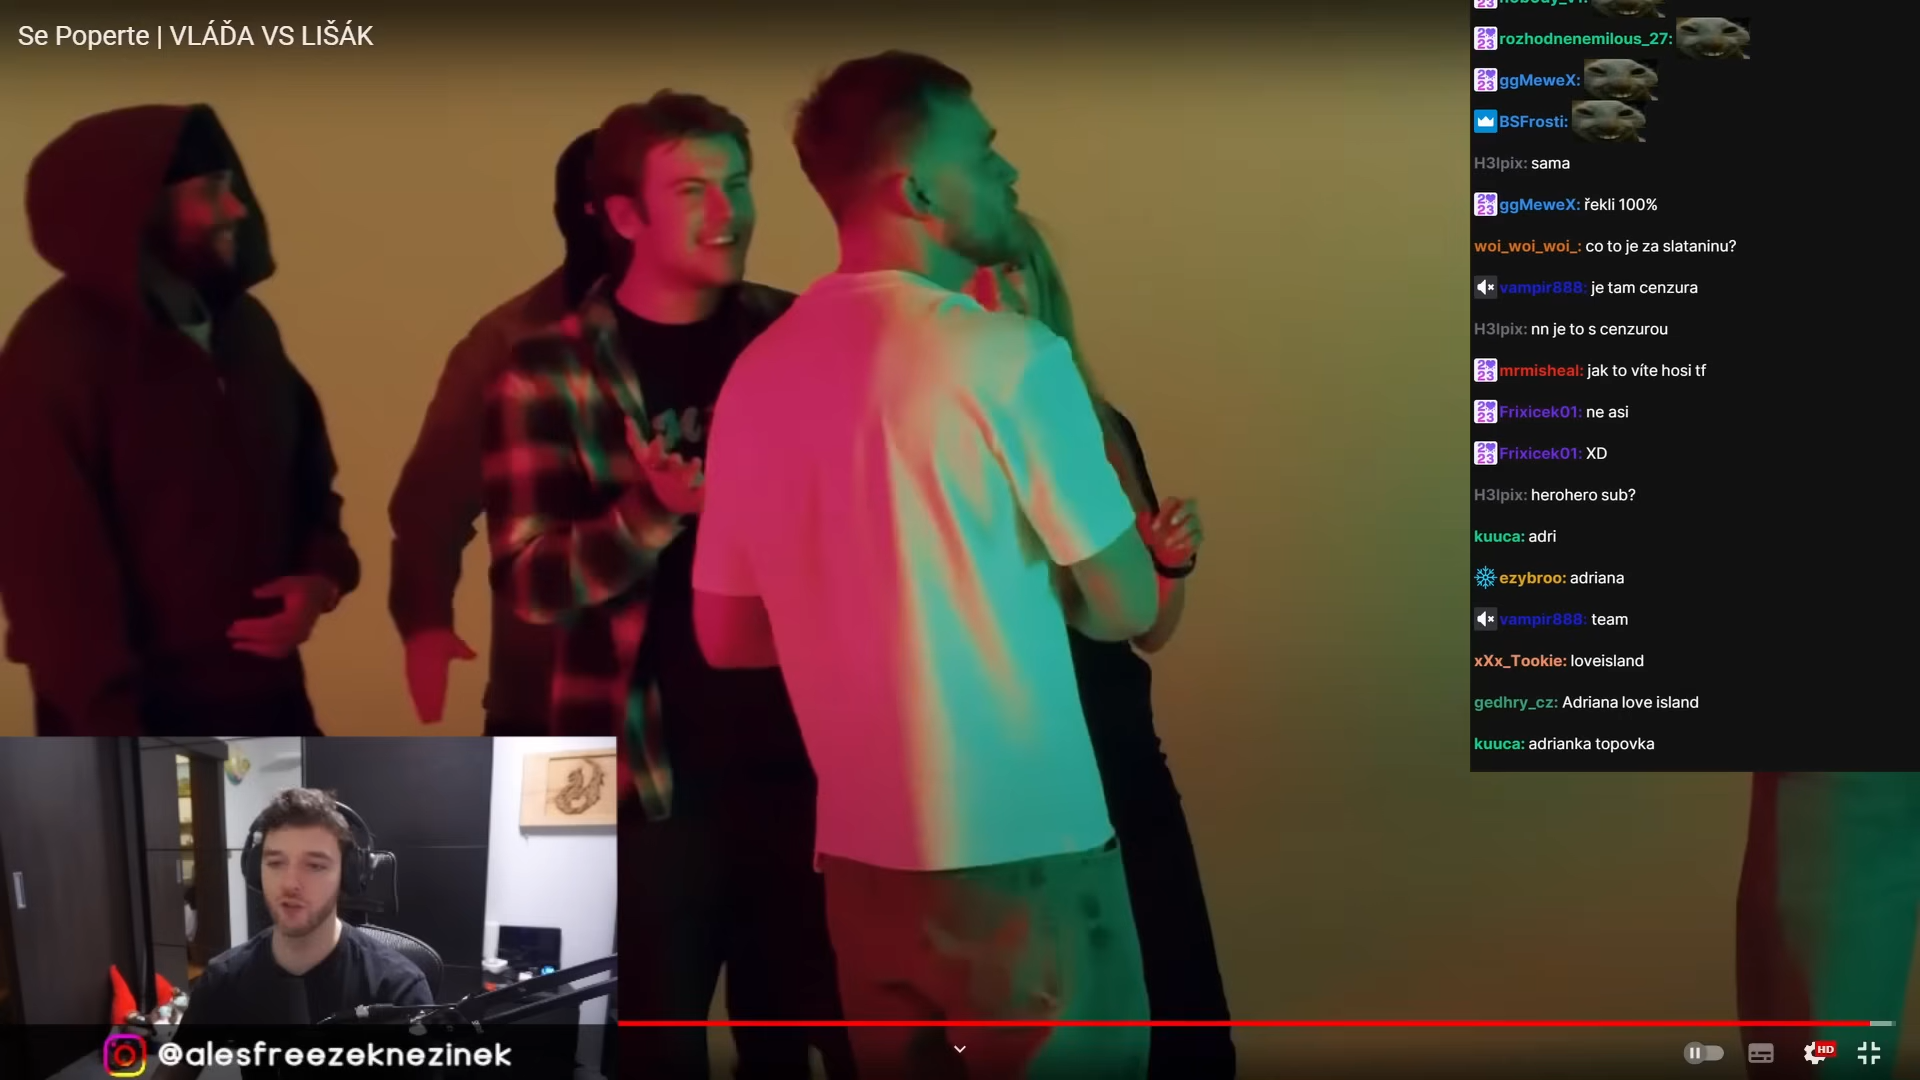 Se Poperte | VLÁĎA VS LIŠÁK
rozhodnenemilous_27:
ggMeweX:
BSFrosti:
H3lpix: sama
ggMeweX: řekli 100%
woi_woi_woi_: co to je za slataninu?
vampir888: je tam cenzura
H3lpix: nn je to s cenzurou
mrmisheal: jak to víte hosi tf
Frixicek01: ne asi
Frixicek01: XD
H3lpix: herohero sub?
kuuca: adri
ezybroo: adriana
vampir888: team
xXx_Tookie: loveisland
gedhry_cz: Adriana love island
kuuca: adrianka topovka
@alesfreezeknezinek
HD